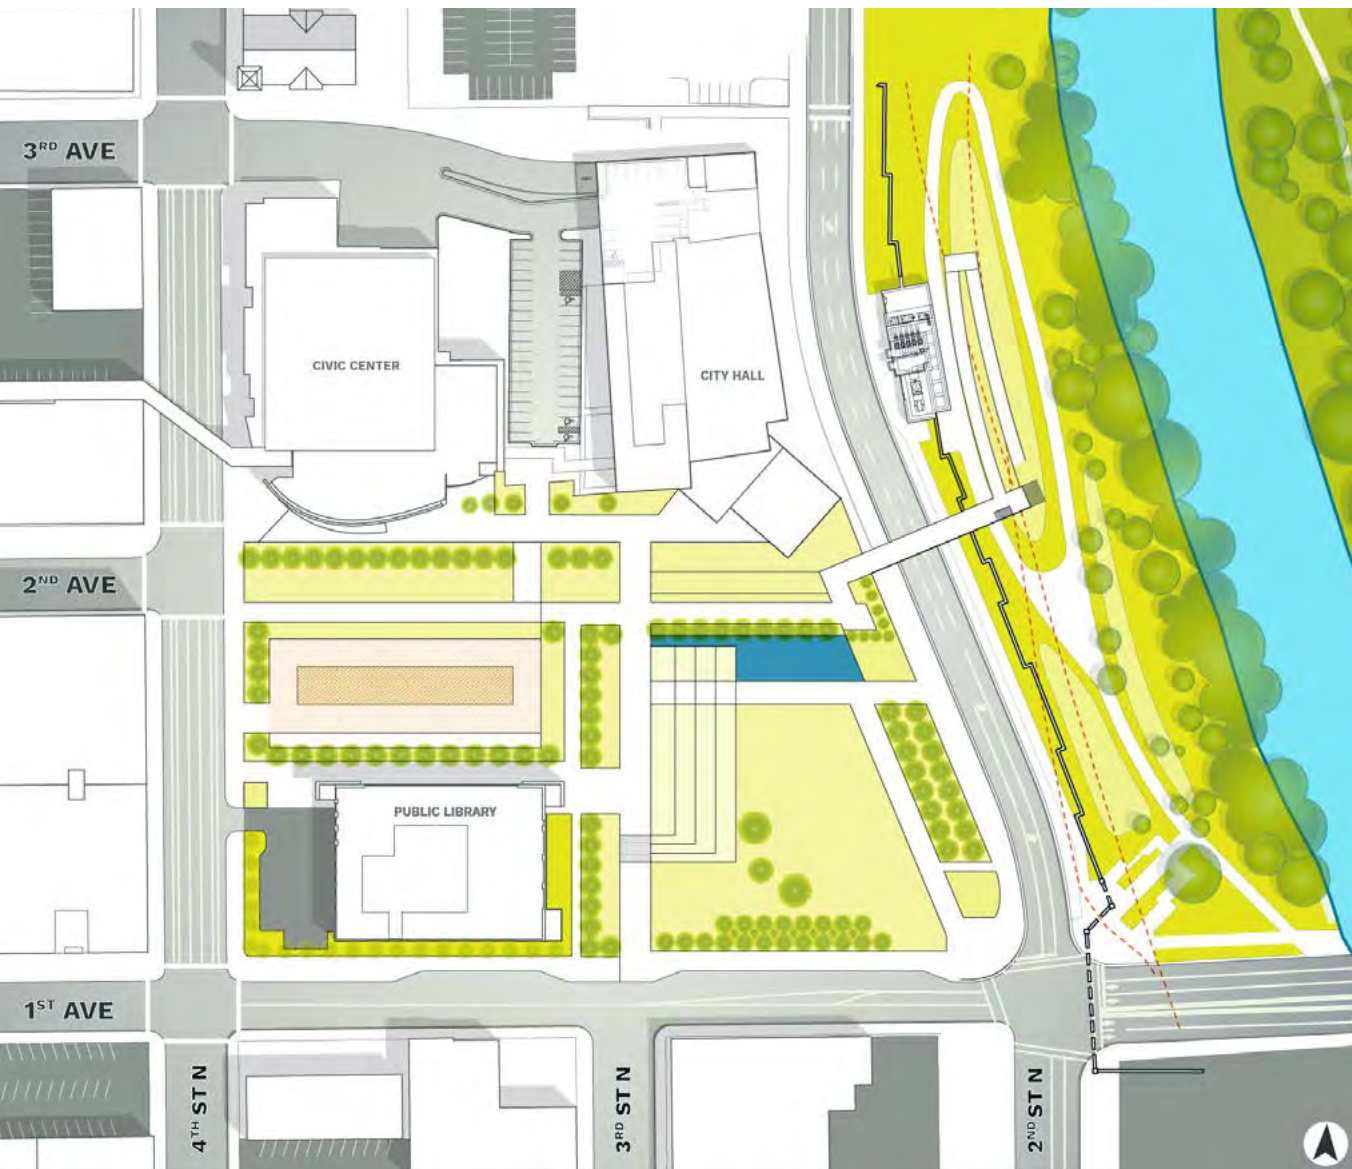 3RD AVE
CIVIC CENTER
CITY HALL
2ND AVE
PUBLIC LIBRARY
1ST AVE
4TH ST N
3RD ST N
2ND ST N